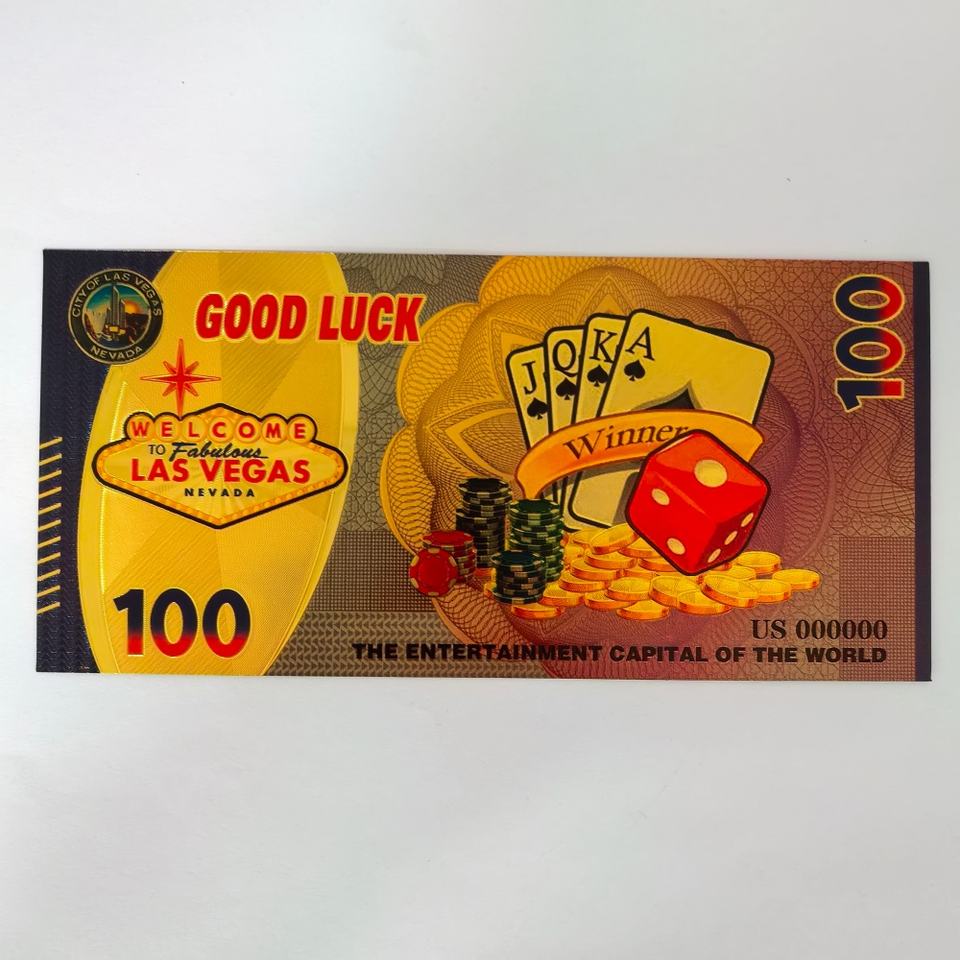 CITY OF LAS VEGAS
NEVADA
GOOD LUCK
WELCOME
TO Fabulous
LAS VEGAS
NEVADA
100
J Q K A
Winner
100
US 000000
THE ENTERTAINMENT CAPITAL OF THE WORLD